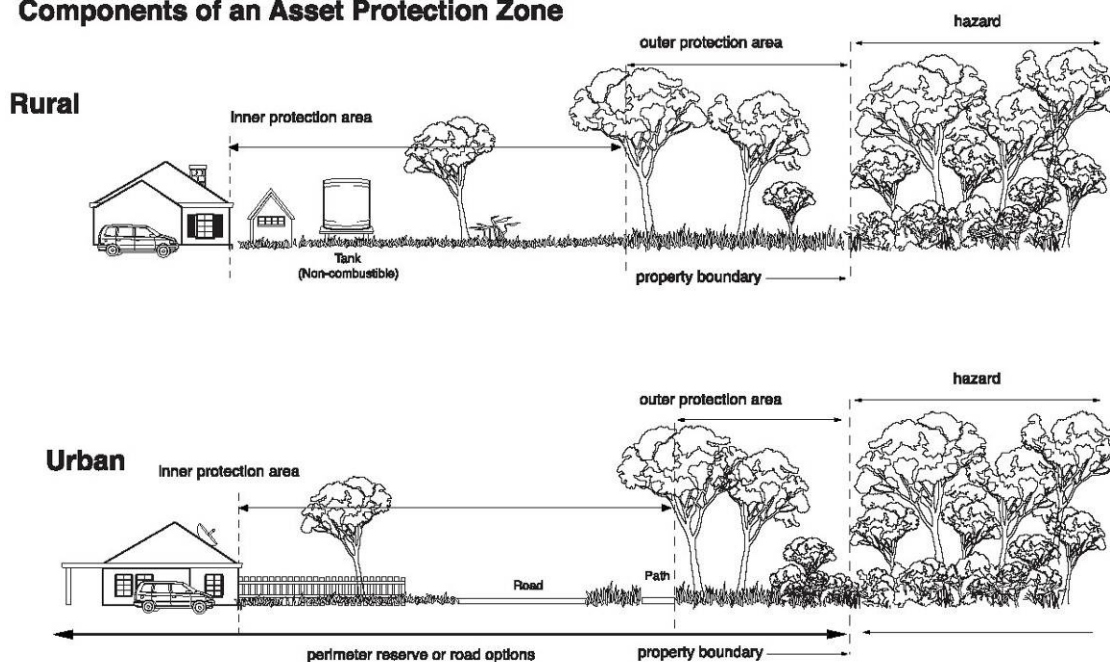 Components of an Asset Protection Zone
hazard
outer protection area
Rural
Inner protection area
Tank
(Non-combustible)
property boundary
hazard
outer protection area
Urban
Inner protection area
Road
Path
perimeter reserve or road options
property boundary